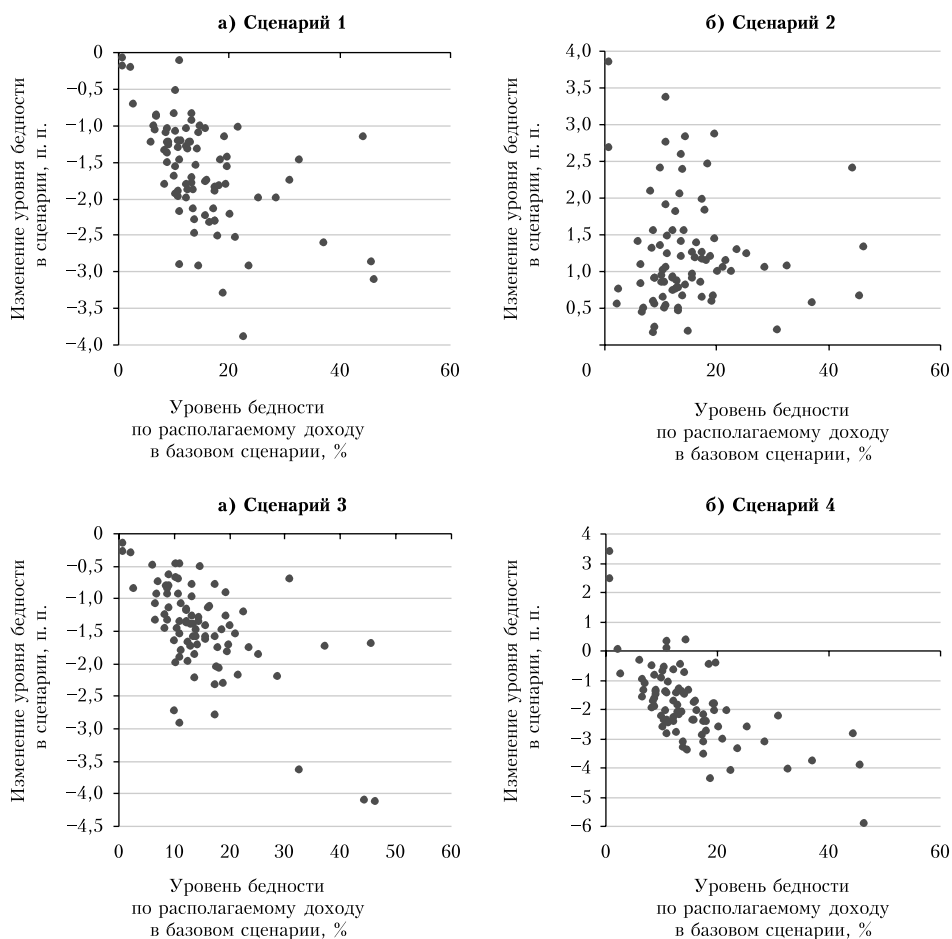 а) Сценарий 1
Изменение уровня бедности
в сценарии, п. п.
0
−0,5
−1,0
−1,5
−2,0
−2,5
−3,0
−3,5
−4,0
0
20
40
60
Уровень бедности
по располагаемому доходу
в базовом сценарии, %
б) Сценарий 2
Изменение уровня бедности
в сценарии, п. п.
4,0
3,5
3,0
2,5
2,0
1,5
1,0
0,5
0
20
40
60
Уровень бедности
по располагаемому доходу
в базовом сценарии, %
а) Сценарий 3
Изменение уровня бедности
в сценарии, п. п.
0
−0,5
−1,0
−1,5
−2,0
−2,5
−3,0
−3,5
−4,0
−4,5
0
10
20
30
40
50
60
Уровень бедности
по располагаемому доходу
в базовом сценарии, %
б) Сценарий 4
Изменение уровня бедности
в сценарии, п. п.
4
3
2
1
0
−1
−2
−3
−4
−5
−6
0
20
40
60
Уровень бедности
по располагаемому доходу
в базовом сценарии, %